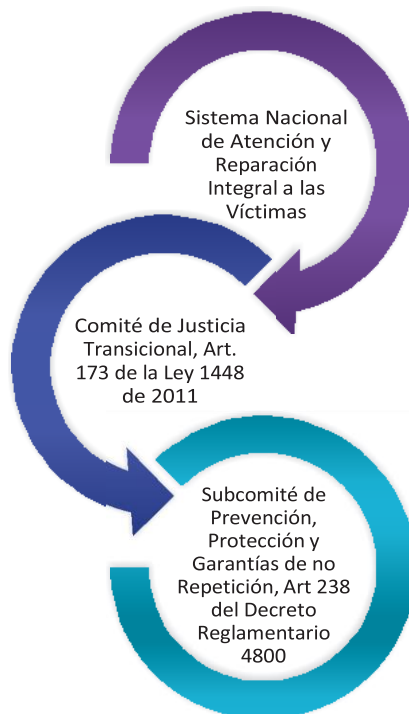 Sistema Nacional
de Atención y
Reparación
Integral a las
Víctimas
Comité de Justicia
Transicional, Art.
173 de la Ley 1448
de 2011
Subcomité de
Prevención,
Protección y
Garantías de no
Repetición, Art 238
del Decreto
Reglamentario
4800